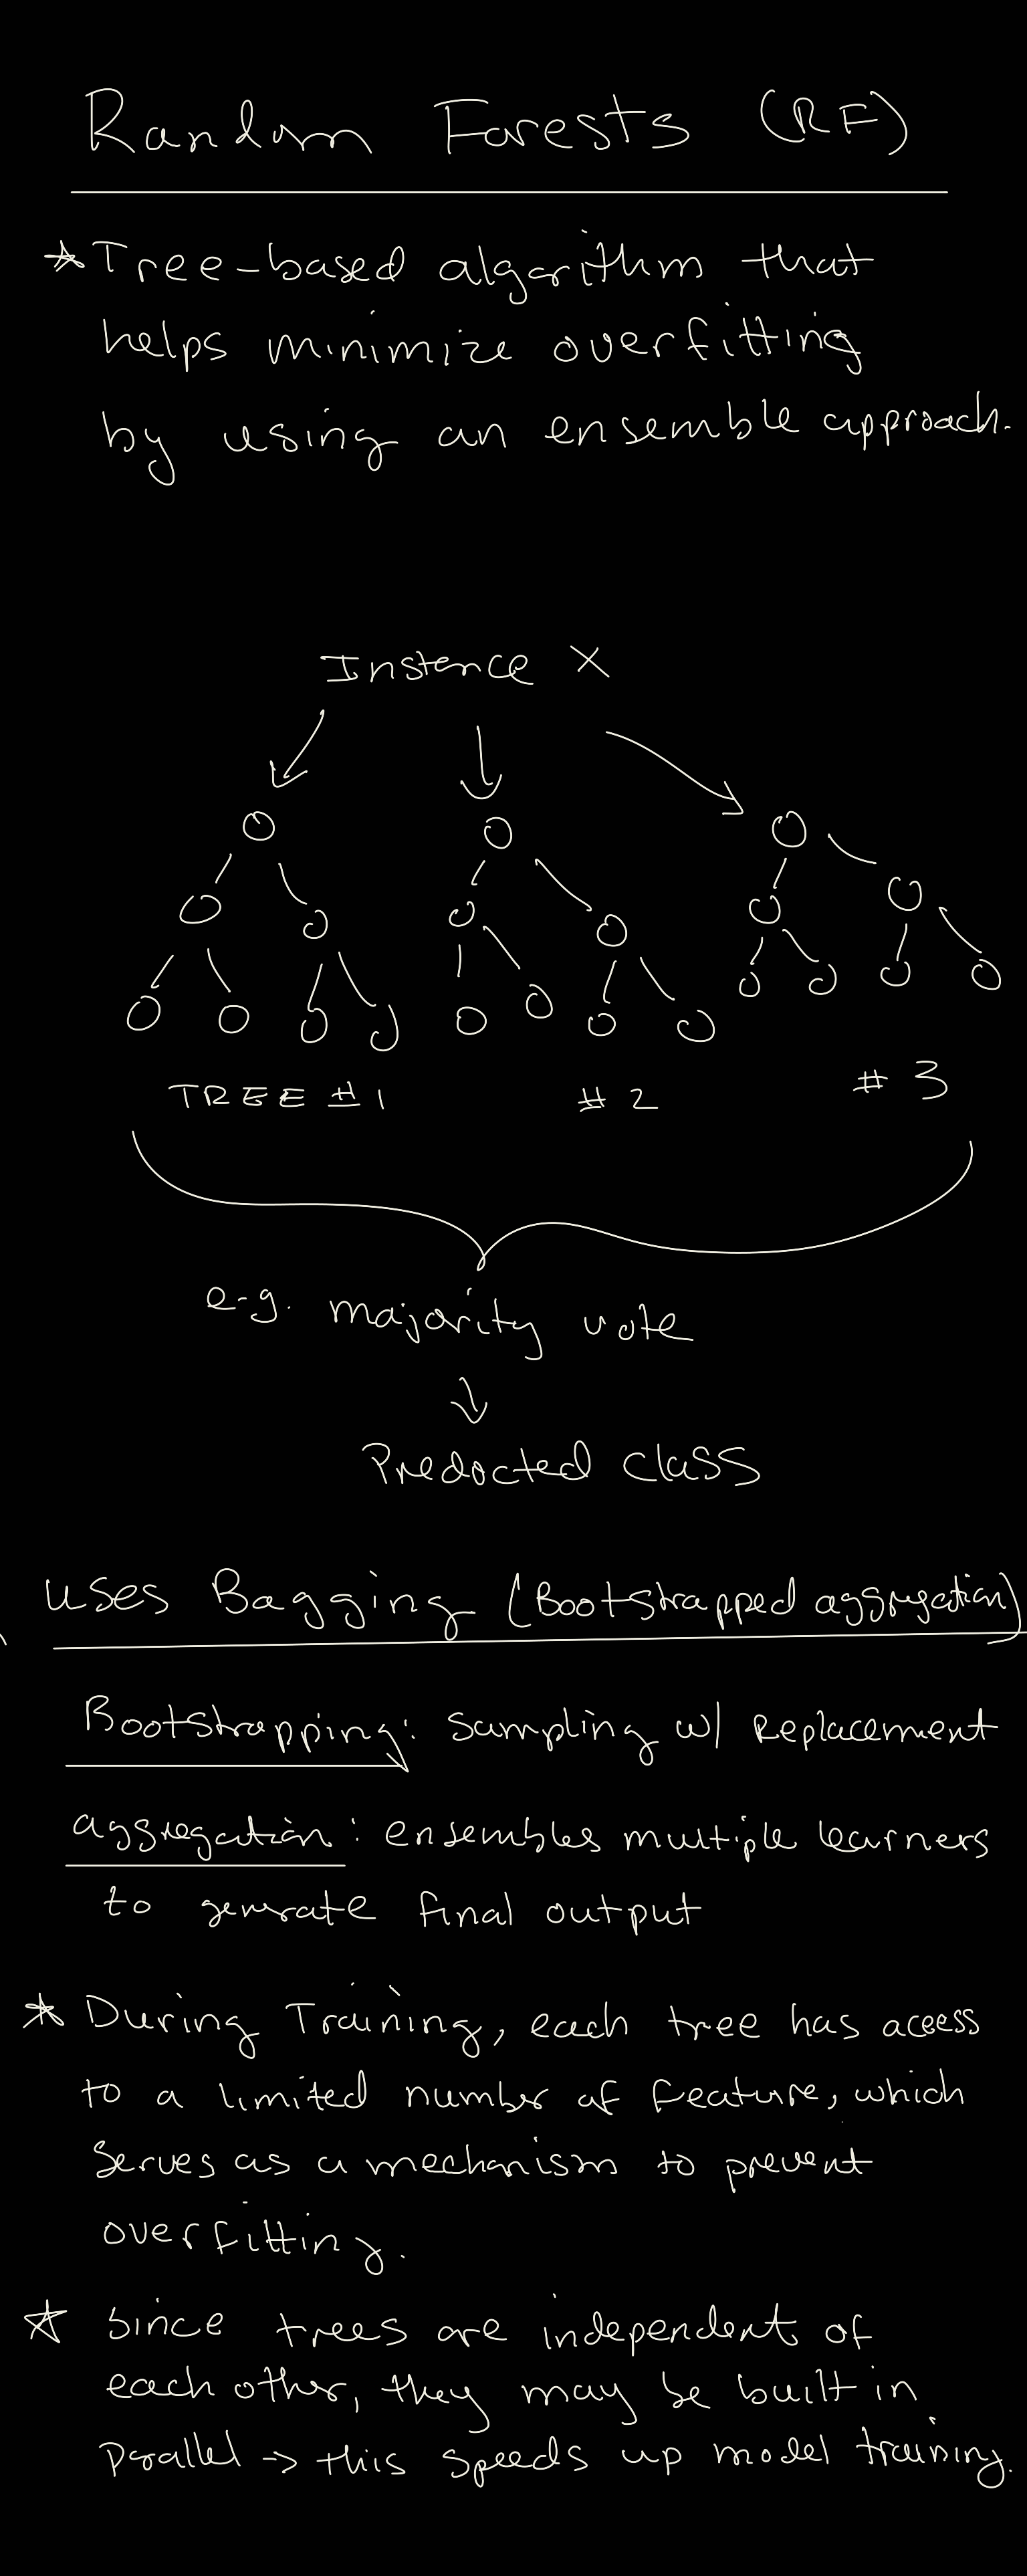 Random Forests (RF)
* Tree-based algorithm that
helps minimize overfitting
by using an ensemble approach.
Instance X
TREE #1 #2 #3
e.g. majority vote
↓
Predicted class
uses Bagging (Bootstrapped aggregation)
Bootstrapping: sampling w/ Replacement
aggregation: ensembles multiple learners
to generate final output
* During Training, each tree has access
to a limited number of feature, which
serves as a mechanism to prevent
overfitting.
* Since trees are independent of
each other, they may be built in
parallel → this speeds up model training.